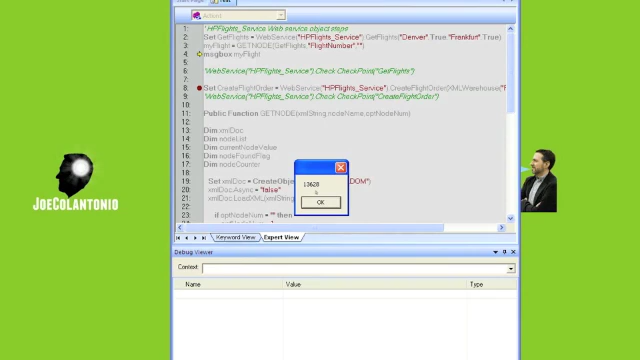 Start Page
Test
Action1
1: 'HPFlights_Service Web service object steps
2: Set GetFlights = WebService("HPFlights_Service").GetFlights("Denver",True,"Frankfurt",True)
3: myFlight = GETNODE(GetFlights,"FlightNumber","")
4: msgbox myFlight
5:
6: 'WebService("HPFlights_Service").Check CheckPoint("GetFlights")
7:
8: Set CreateFlightOrder = WebService("HPFlights_Service").CreateFlightOrder(XMLWarehouse("F
9: 'WebService("HPFlights_Service").Check CheckPoint("CreateFlightOrder")
10:
11: Public Function GETNODE(xmlString,nodeName,optNodeNum)
12:
13: Dim xmlDoc
14: Dim nodeList
15: Dim currentNodeValue
16: Dim nodeFoundFlag
17: Dim nodeCounter
18:
19: Set xmlDoc = CreateObje DOM")
20: xmlDoc.Async = "false"
21: xmlDoc.LoadXML(xmlStrin
22:
23: if optNodeNum = "" then
13620
OK
JOECOLANTONIO
Keyword View
Expert View
Debug Viewer
Context:
Name Value Type